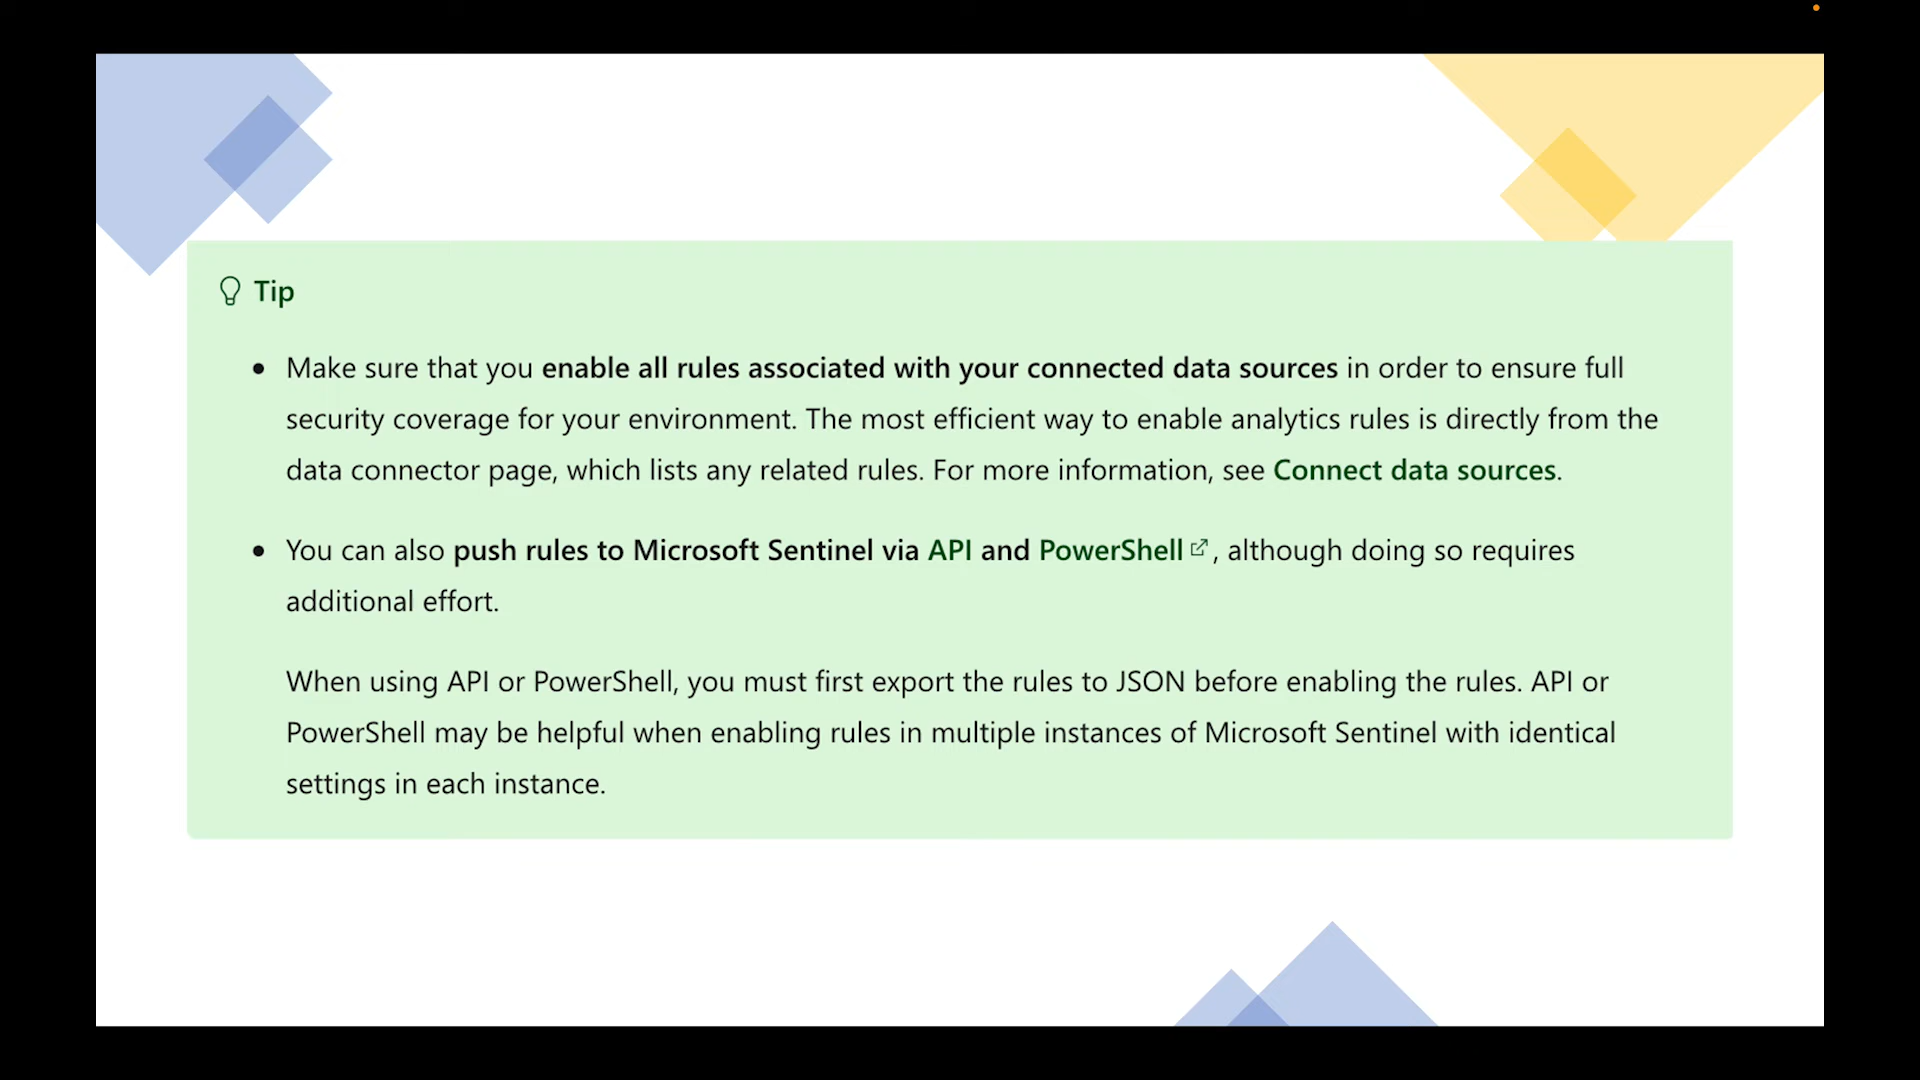 Tip
Make sure that you enable all rules associated with your connected data sources in order to ensure full
security coverage for your environment. The most efficient way to enable analytics rules is directly from the
data connector page, which lists any related rules. For more information, see Connect data sources.
You can also push rules to Microsoft Sentinel via API and PowerShell , although doing so requires
additional effort.
When using API or PowerShell, you must first export the rules to JSON before enabling the rules. API or
PowerShell may be helpful when enabling rules in multiple instances of Microsoft Sentinel with identical
settings in each instance.